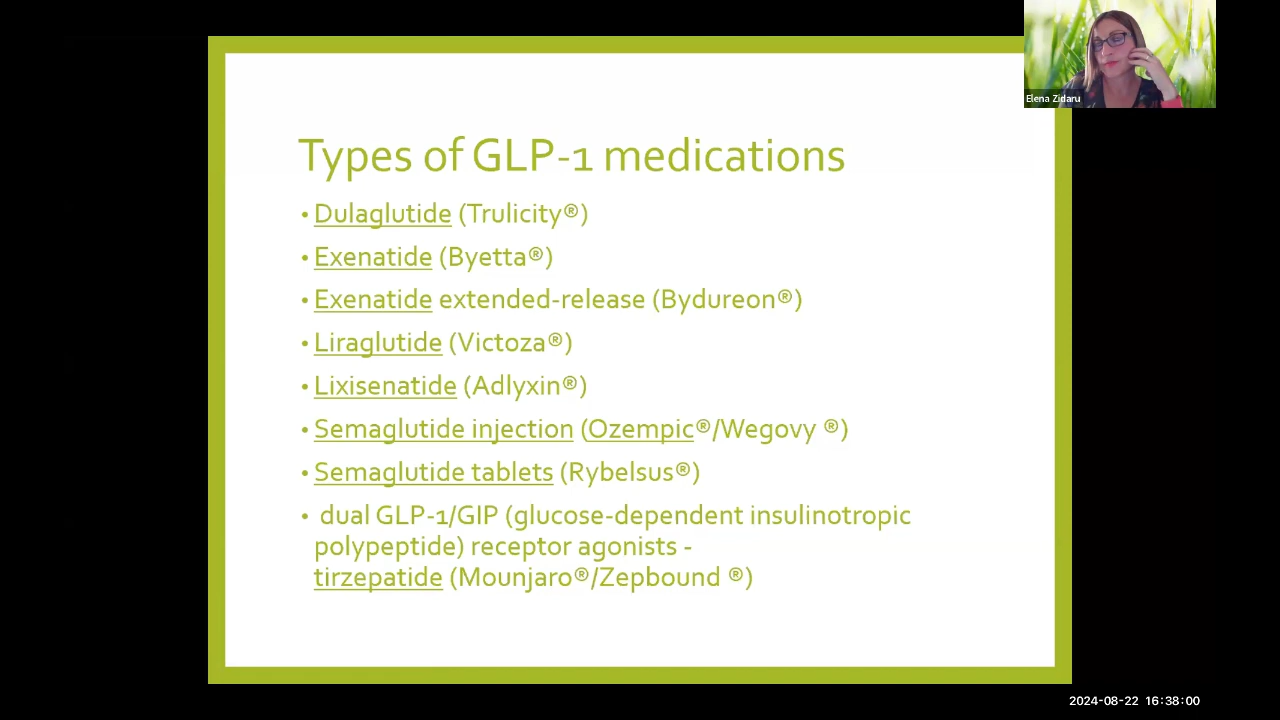 Elena Zidaru
Types of GLP-1 medications
• Dulaglutide (Trulicity®)
• Exenatide (Byetta®)
• Exenatide extended-release (Bydureon®)
• Liraglutide (Victoza®)
• Lixisenatide (Adlyxin®)
• Semaglutide injection (Ozempic®/Wegovy ®)
• Semaglutide tablets (Rybelsus®)
• dual GLP-1/GIP (glucose-dependent insulinotropic
polypeptide) receptor agonists -
tirzepatide (Mounjaro®/Zepbound ®)
2024-08-22 16:38:00